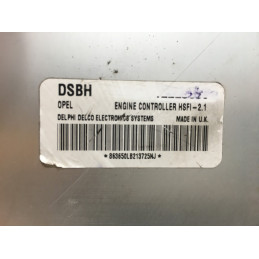 DSBH
OPEL ENGINE CONTROLLER HSFI-2.1
DELPHI DELCO ELECTRONICS SYSTEMS MADE IN U.K.